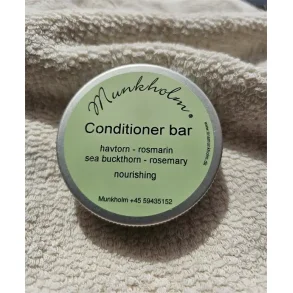 Munkholm®
Conditioner bar
havtorn - rosmarin
sea buckthorn - rosemary
nourishing
Munkholm +45 59435152